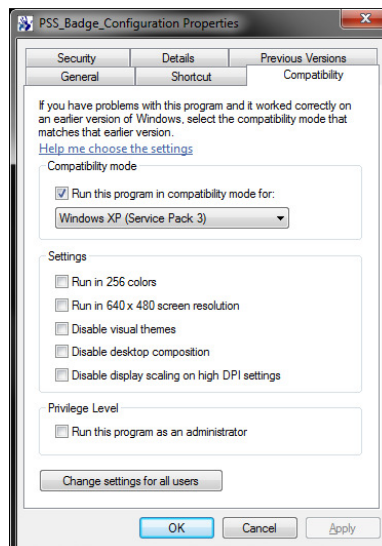 PSS_Badge_Configuration Properties
Security Details Previous Versions
General Shortcut Compatibility
If you have problems with this program and it worked correctly on
an earlier version of Windows, select the compatibility mode that
matches that earlier version.
Help me choose the settings
Compatibility mode
Run this program in compatibility mode for:
Windows XP (Service Pack 3)
Settings
Run in 256 colors
Run in 640 x 480 screen resolution
Disable visual themes
Disable desktop composition
Disable display scaling on high DPI settings
Privilege Level
Run this program as an administrator
Change settings for all users
OK Cancel Apply